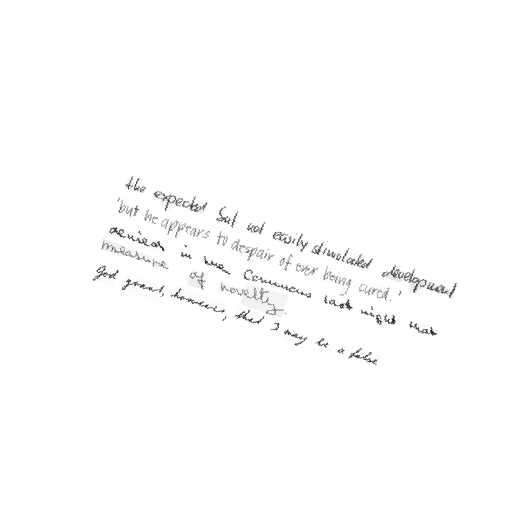 the expected but not easily stimulated development
'but he appears to despair of ever being cured.'
denied in the Commons last night that
measure of novelty.
God grant, however, that I may be a false